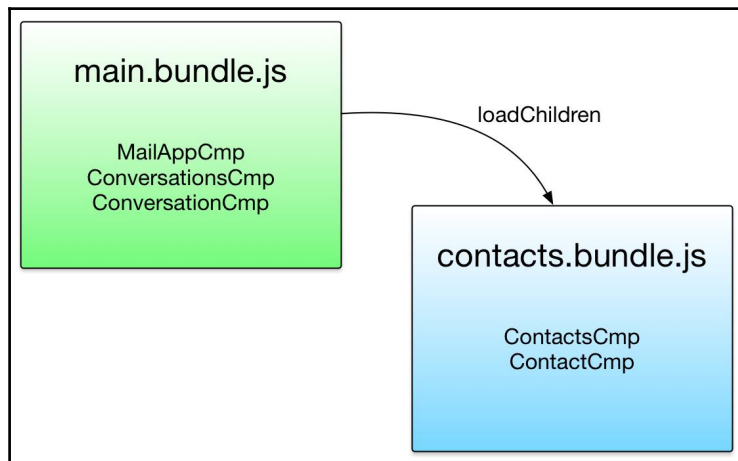 main.bundle.js
MailAppCmp
ConversationsCmp
ConversationCmp
loadChildren
contacts.bundle.js
ContactsCmp
ContactCmp